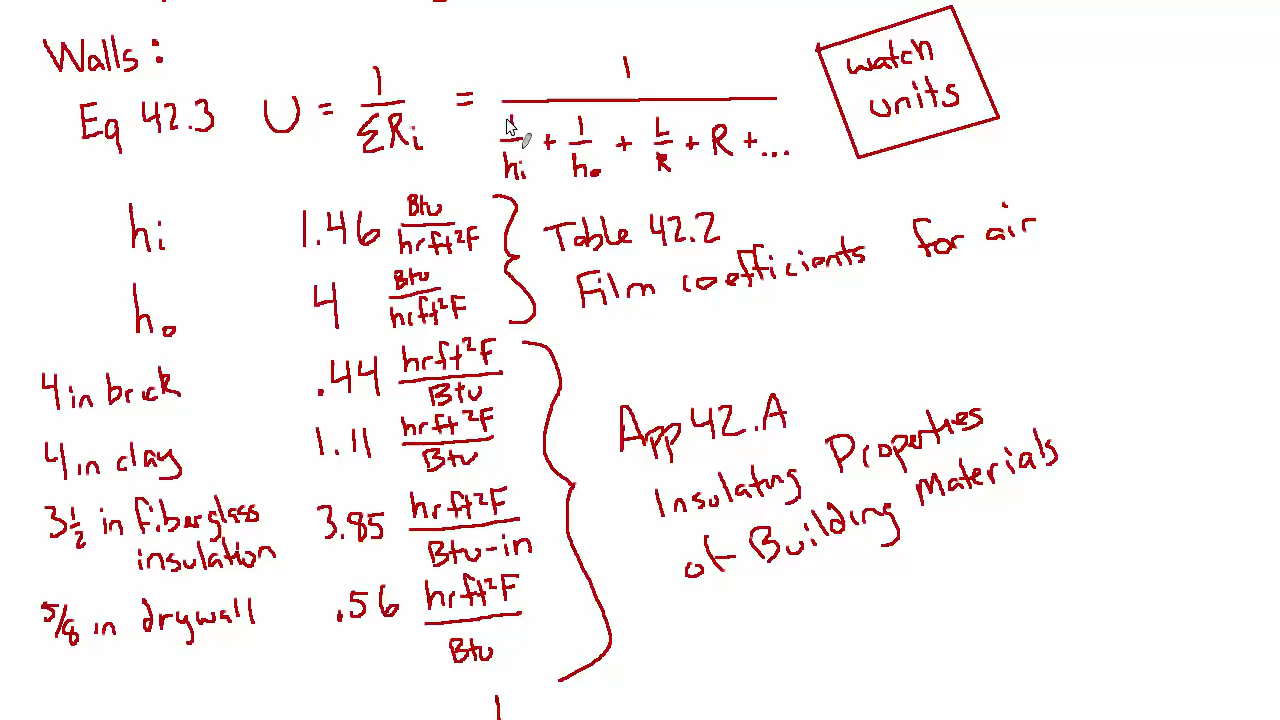 Walls:
watch
units
Eq 42.3 U = 1/ΣRi = 1/(1/hi + 1/ho + L/k + R + ...)
hi 1.46 Btu/hrft²F
Table 42.2
Film coefficients for air
ho 4 Btu/hrft²F
4 in brick .44 hrft²F/Btu
4 in clay 1.11 hrft²F/Btu
App 42.A
Insulating Properties
of Building Materials
3½ in fiberglass
insulation 3.85 hrft²F/Btu-in
5/8 in drywall .56 hrft²F/Btu
1